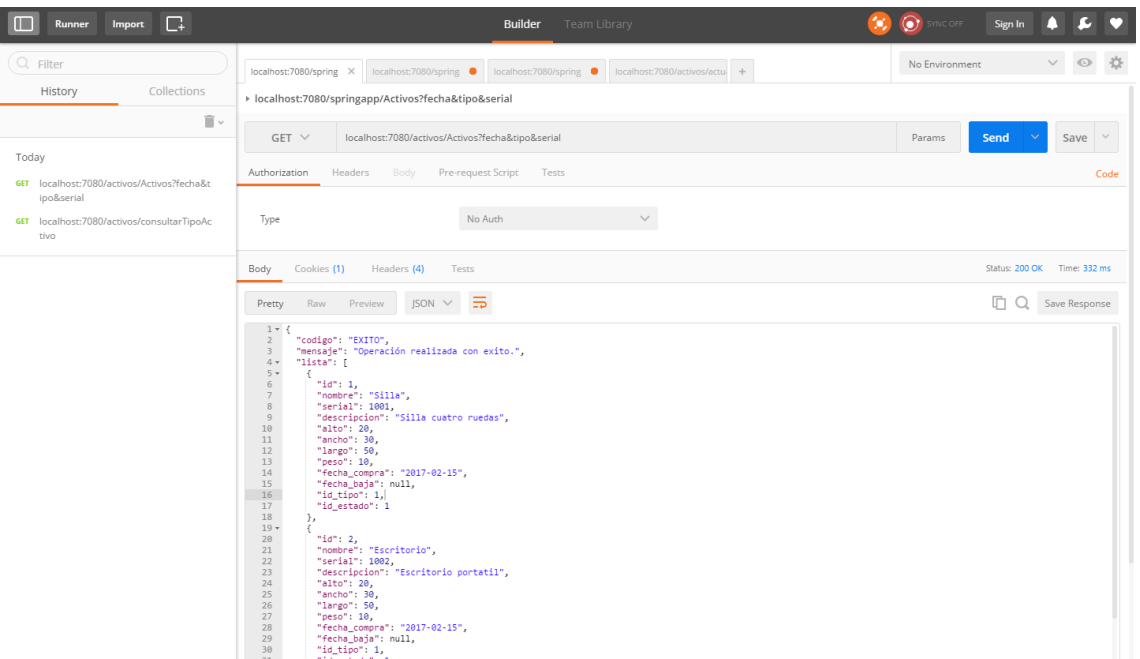 Runner Import Builder Team Library SYNC OFF Sign In
Filter
History Collections
Today
GET localhost:7080/activos/Activos?fecha&t
ipo&serial
GET localhost:7080/activos/consultarTipoAc
tivo
localhost:7080/spring × localhost:7080/spring localhost:7080/spring localhost:7080/activos/actu +
No Environment
localhost:7080/springapp/Activos?fecha&tipo&serial
GET localhost:7080/activos/Activos?fecha&tipo&serial Params Send Save
Authorization Headers Body Pre-request Script Tests Code
Type No Auth
Body Cookies (1) Headers (4) Tests Status: 200 OK Time: 332 ms
Pretty Raw Preview JSON Save Response
1 {
2 "codigo": "EXITO",
3 "mensaje": "Operación realizada con exito.",
4 "lista": [
5 {
6 "id": 1,
7 "nombre": "Silla",
8 "serial": 1001,
9 "descripcion": "Silla cuatro ruedas",
10 "alto": 20,
11 "ancho": 30,
12 "largo": 50,
13 "peso": 10,
14 "fecha_compra": "2017-02-15",
15 "fecha_baja": null,
16 "id_tipo": 1,
17 "id_estado": 1
18 },
19 {
20 "id": 2,
21 "nombre": "Escritorio",
22 "serial": 1002,
23 "descripcion": "Escritorio portatil",
24 "alto": 20,
25 "ancho": 30,
26 "largo": 50,
27 "peso": 10,
28 "fecha_compra": "2017-02-15",
29 "fecha_baja": null,
30 "id_tipo": 1,